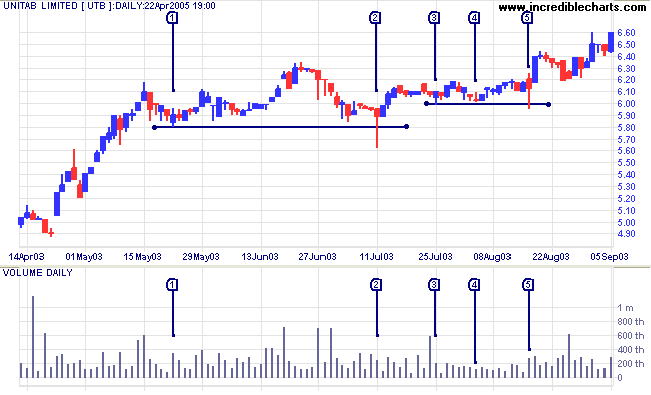 UNITAB LIMITED [ UTB ]:DAILY:22Apr2005 19:00
www.incrediblecharts.com
1 2 3 4 5
6.60
6.50
6.40
6.30
6.20
6.10
6.00
5.90
5.80
5.70
5.60
5.50
5.40
5.30
5.20
5.10
5.00
4.90
14Apr03 01May03 15May03 29May03 13Jun03 27Jun03 11Jul03 25Jul03 08Aug03 22Aug03 05Sep03
VOLUME DAILY
1 2 3 4 5
1 m
800 th
600 th
400 th
200 th